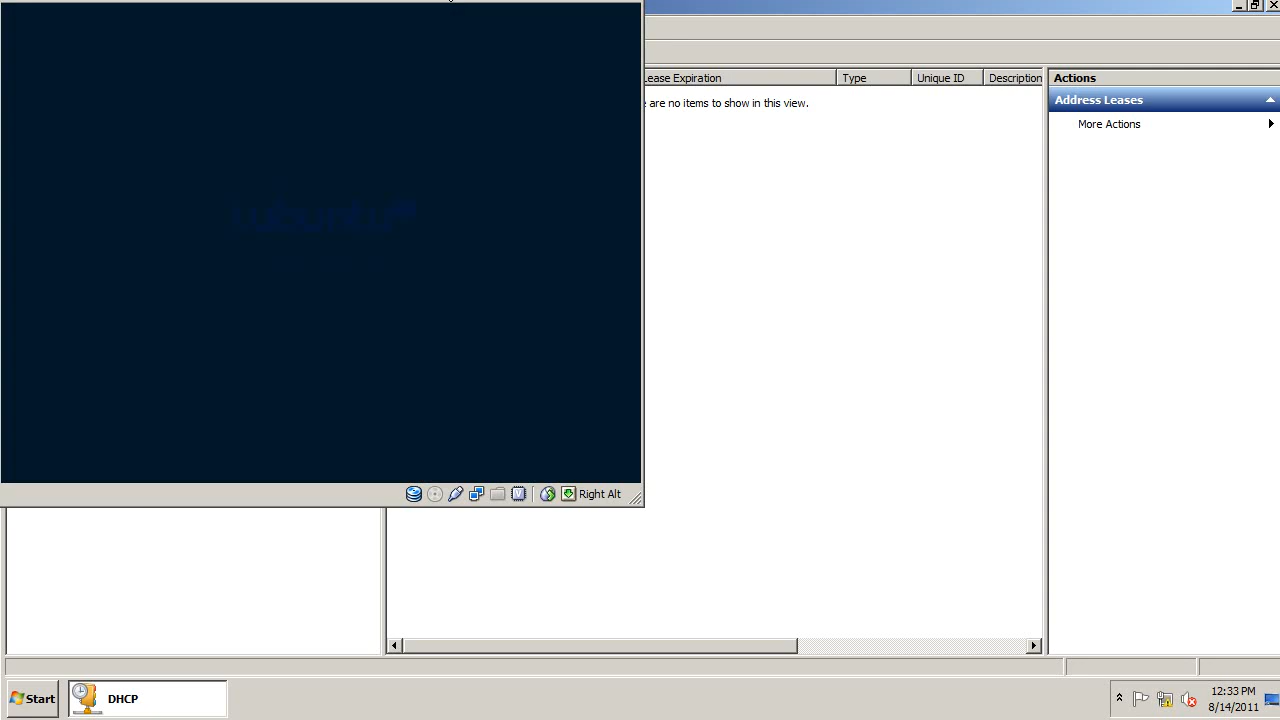 Lease Expiration Type Unique ID Description
are no items to show in this view.
Actions
Address Leases
More Actions
lubuntu
Right Alt
Start DHCP
12:33 PM
8/14/2011